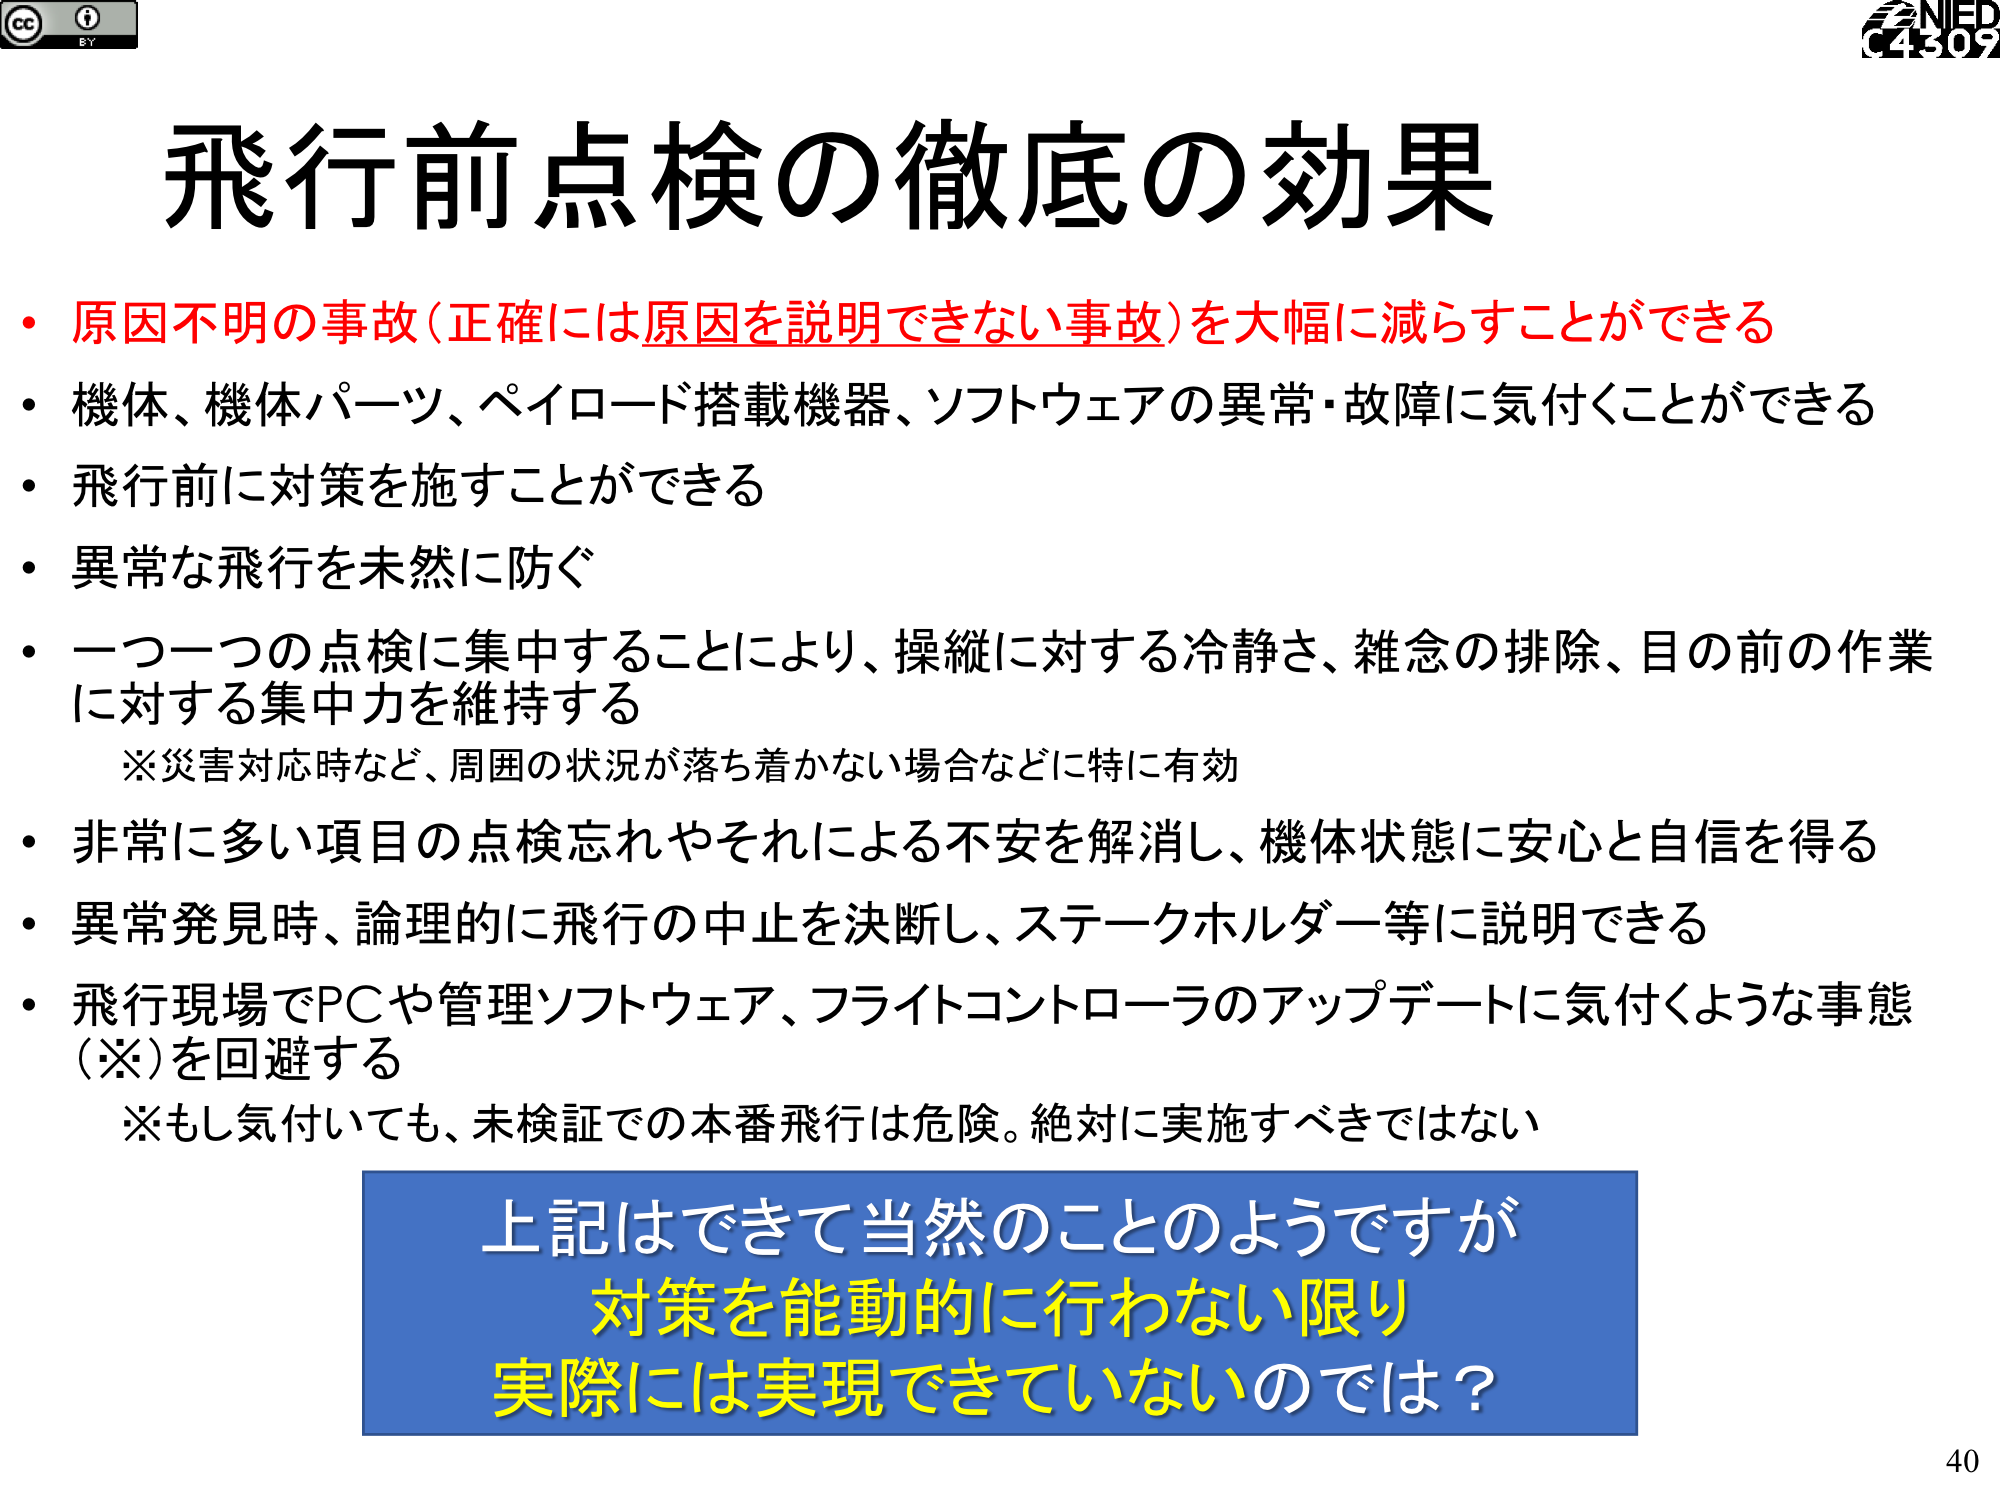 cc
BY
NIED
C4309
飛行前点検の徹底の効果
• 原因不明の事故（正確には原因を説明できない事故）を大幅に減らすことができる
• 機体、機体パーツ、ペイロード搭載機器、ソフトウェアの異常・故障に気付くことができる
• 飛行前に対策を施すことができる
• 異常な飛行を未然に防ぐ
• 一つ一つの点検に集中することにより、操縦に対する冷静さ、雑念の排除、目の前の作業
に対する集中力を維持する
※災害対応時など、周囲の状況が落ち着かない場合などに特に有効
• 非常に多い項目の点検忘れやそれによる不安を解消し、機体状態に安心と自信を得る
• 異常発見時、論理的に飛行の中止を決断し、ステークホルダー等に説明できる
• 飛行現場でPCや管理ソフトウェア、フライトコントローラのアップデートに気付くような事態
（※）を回避する
※もし気付いても、未検証での本番飛行は危険。絶対に実施すべきではない
上記はできて当然のことのようですが
対策を能動的に行わない限り
実際には実現できていないのでは？
40